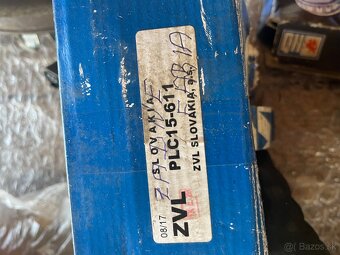 SLOVAKIA
PLC15-611
ZVL SLOVAKIA, a.s.
08/17
ZVL
© Bazos.sk